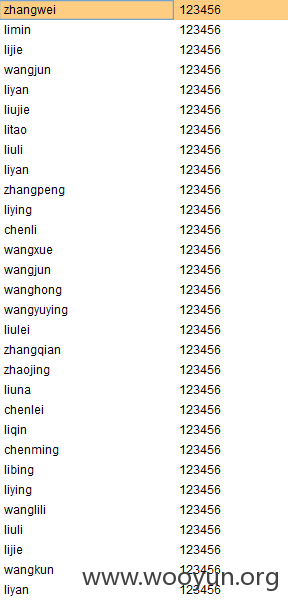 zhangwei 123456
limin 123456
lijie 123456
wangjun 123456
liyan 123456
liujie 123456
litao 123456
liuli 123456
liyan 123456
zhangpeng 123456
liying 123456
chenli 123456
wangxue 123456
wangjun 123456
wanghong 123456
wangyuying 123456
liulei 123456
zhangqian 123456
zhaojing 123456
liuna 123456
chenlei 123456
liqin 123456
chenming 123456
libing 123456
liying 123456
wanglili 123456
liuli 123456
lijie 123456
wangkun 123456
www.wooyun.org
liyan 123456